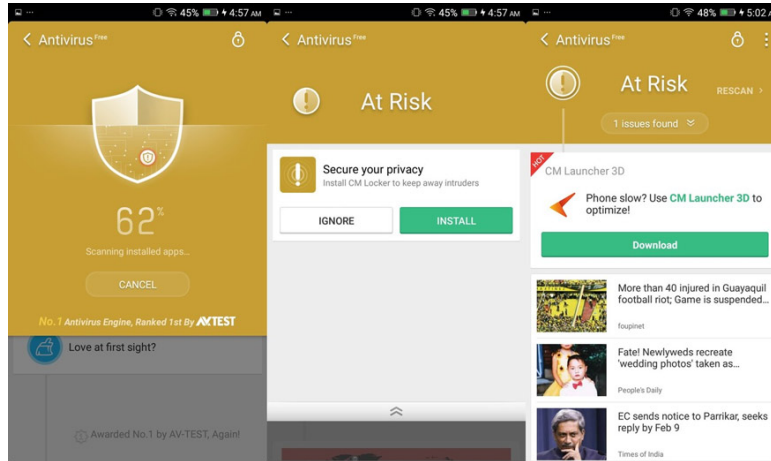 45% 4:57 AM
Antivirus Free
62%
Scanning installed apps...
CANCEL
No.1 Antivirus Engine, Ranked 1st By AVTEST
Love at first sight?
Awarded No.1 by AV-TEST, Again!
45% 4:57 AM
Antivirus Free
At Risk
Secure your privacy
Install CM Locker to keep away intruders
IGNORE
INSTALL
48% 5:02 A
Antivirus Free
At Risk
RESCAN
1 issues found
HOT
CM Launcher 3D
Phone slow? Use CM Launcher 3D to
optimize!
Download
More than 40 injured in Guayaquil
football riot; Game is suspended...
foupinet
Fate! Newlyweds recreate
'wedding photos' taken as...
People's Daily
EC sends notice to Parrikar, seeks
reply by Feb 9
Times of India